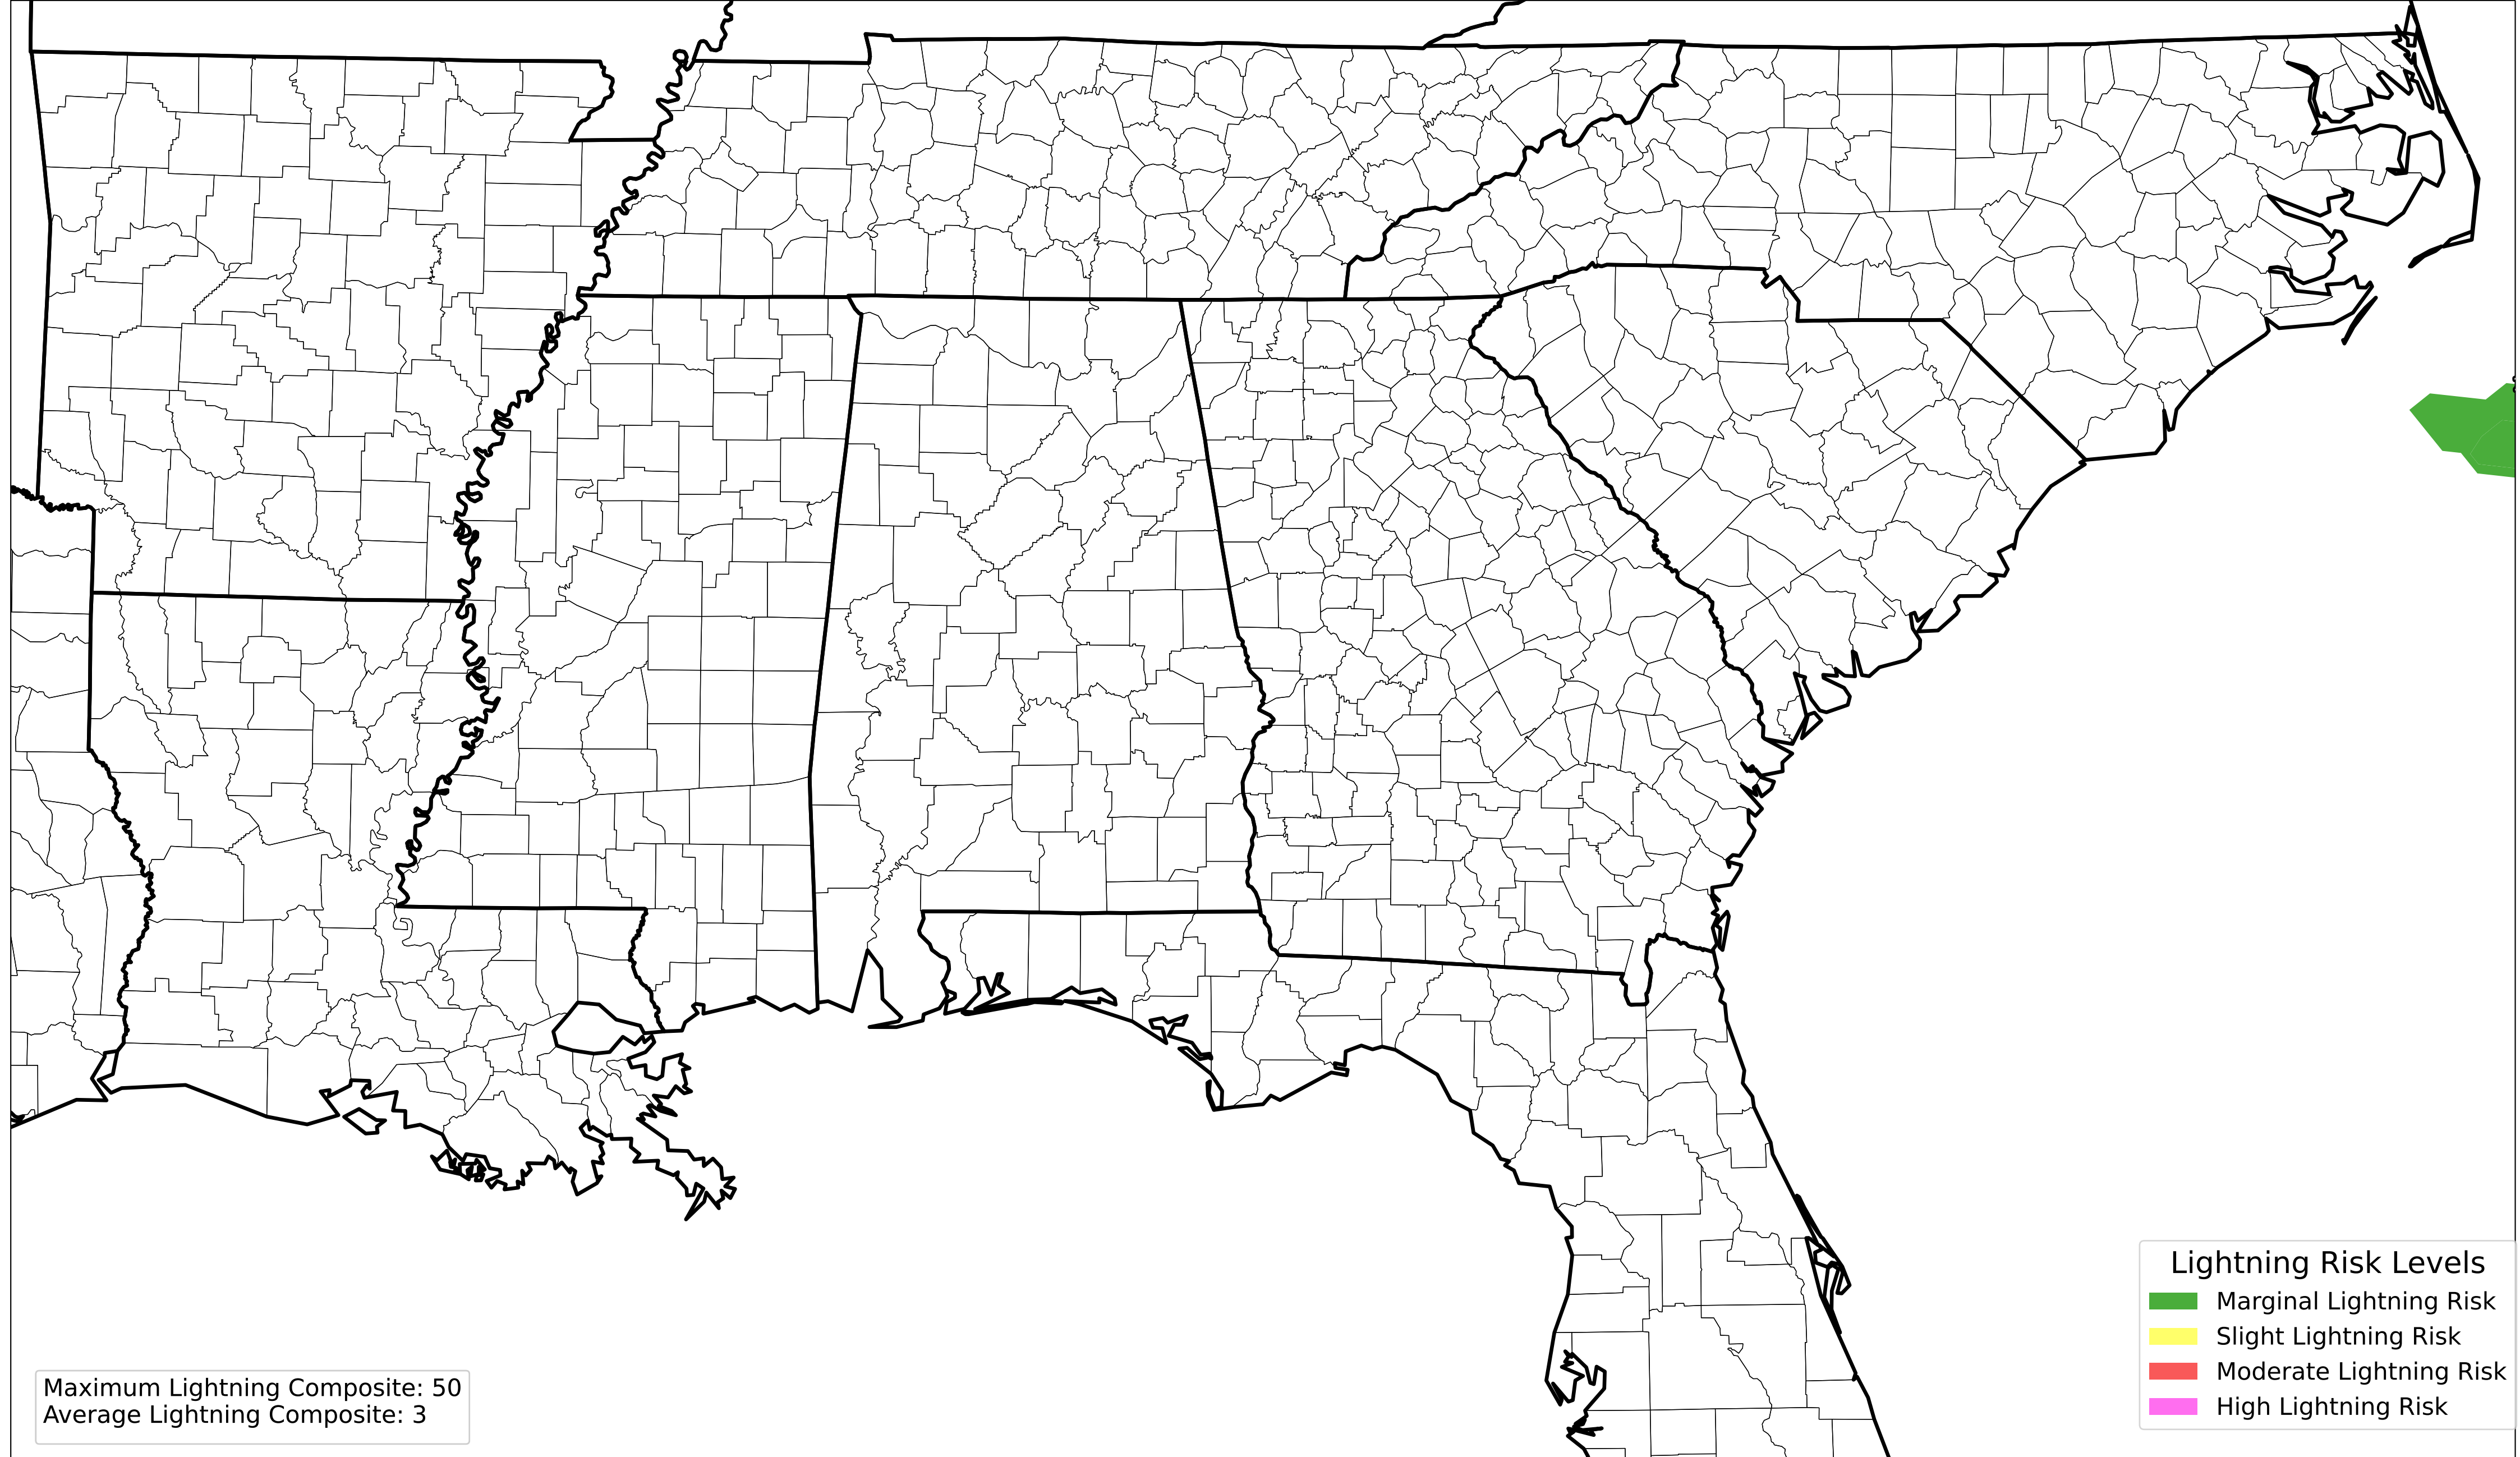 Lightning Risk Levels
Marginal Lightning Risk
Slight Lightning Risk
Moderate Lightning Risk
High Lightning Risk
Maximum Lightning Composite: 50
Average Lightning Composite: 3